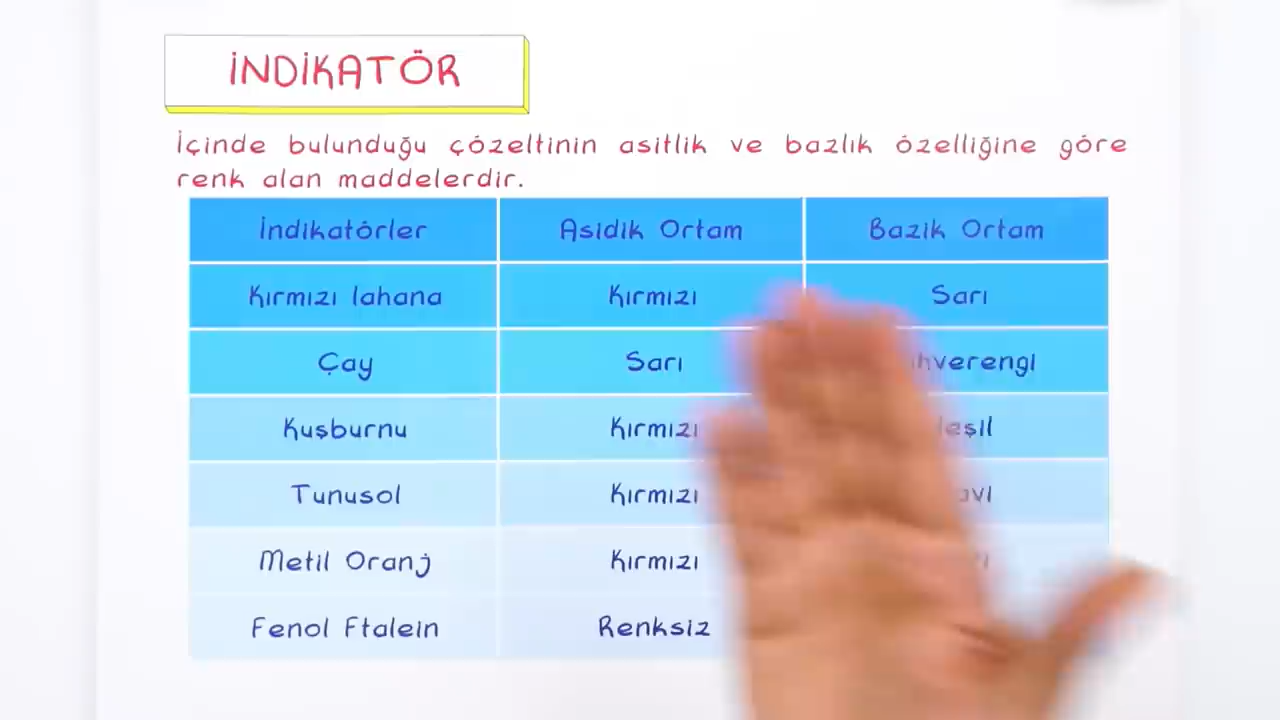 İNDİKATÖR
İçinde bulunduğu çözeltinin asitlik ve bazlık özelliğine göre
renk alan maddelerdir.
İndikatörler Asidik Ortam Bazik Ortam
Kırmızı lahana Kırmızı Sarı
Çay Sarı
Kuşburnu Kırmızı
Tunusol Kırmızı
Metil Oranj Kırmızı
Fenol Ftalein Renksiz